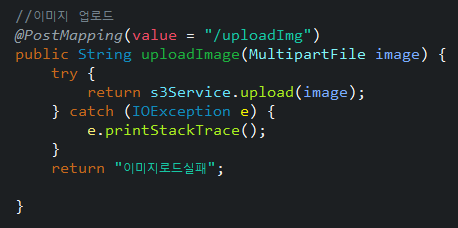 //이미지 업로드
@PostMapping(value = "/uploadImg")
public String uploadImage(MultipartFile image) {
    try {
        return s3Service.upload(image);
    } catch (IOException e) {
        e.printStackTrace();
    }
    return "이미지로드실패";
}